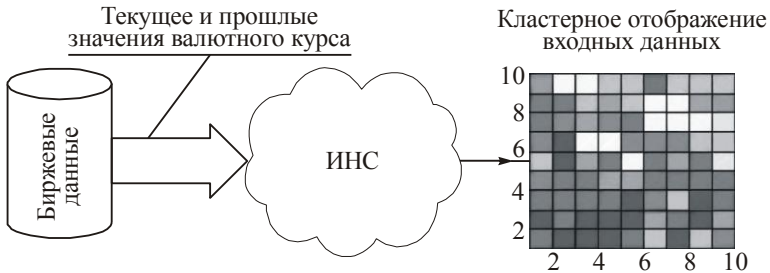 Текущее и прошлые
значения валютного курса
Кластерное отображение
входных данных
Биржевые
данные
ИНС
10
8
6
4
2
2 4 6 8 10